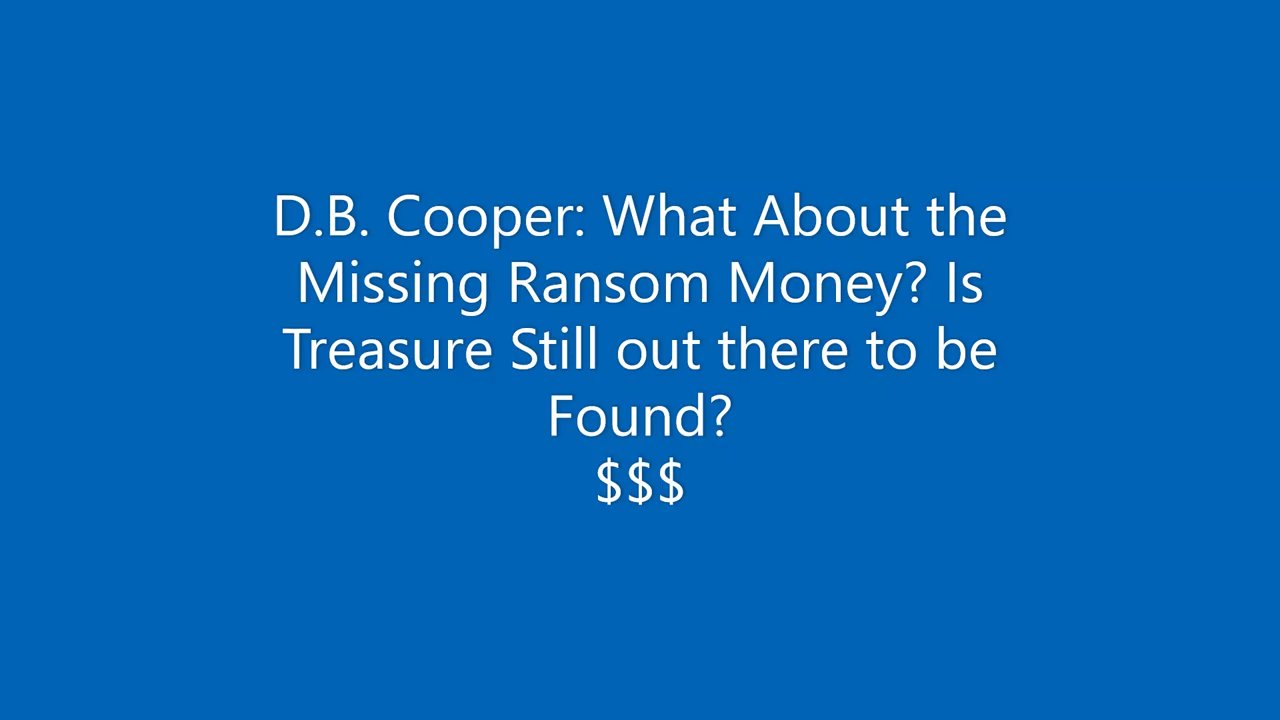 D.B. Cooper: What About the
Missing Ransom Money? Is
Treasure Still out there to be
Found?
$$$